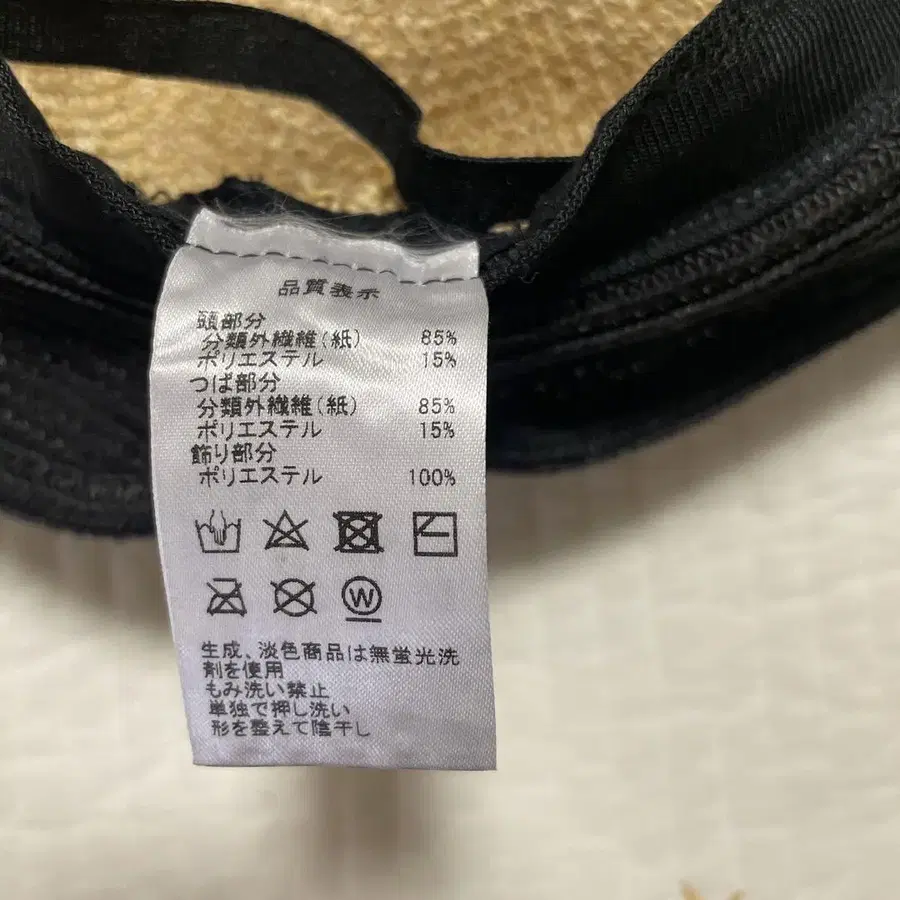 品質表示
頭部分
分類外繊維(紙) 85%
ポリエステル 15%
つば部分
分類外繊維(紙) 85%
ポリエステル 15%
飾り部分
ポリエステル 100%
W
生成、淡色商品は無蛍光洗
剤を使用
もみ洗い禁止
単独で押し洗い
形を整えて陰干し